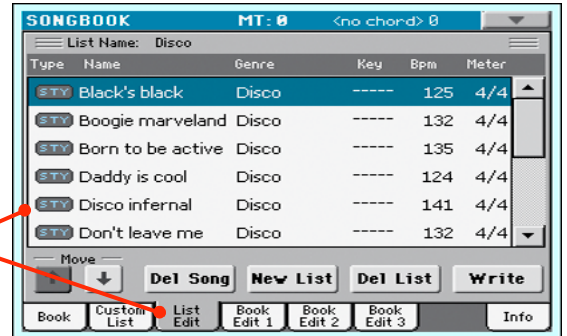 SONGBOOK MT: 0 <no chord> 0
List Name: Disco
Type Name Genre Key Bpm Meter
STY Black's black Disco ----- 125 4/4
STY Boogie marveland Disco ----- 132 4/4
STY Born to be active Disco ----- 135 4/4
STY Daddy is cool Disco ----- 124 4/4
STY Disco infernal Disco ----- 141 4/4
STY Don't leave me Disco ----- 132 4/4
Move
Del Song New List Del List Write
Book Custom List List Edit Book Edit 1 Book Edit 2 Book Edit 3 Info